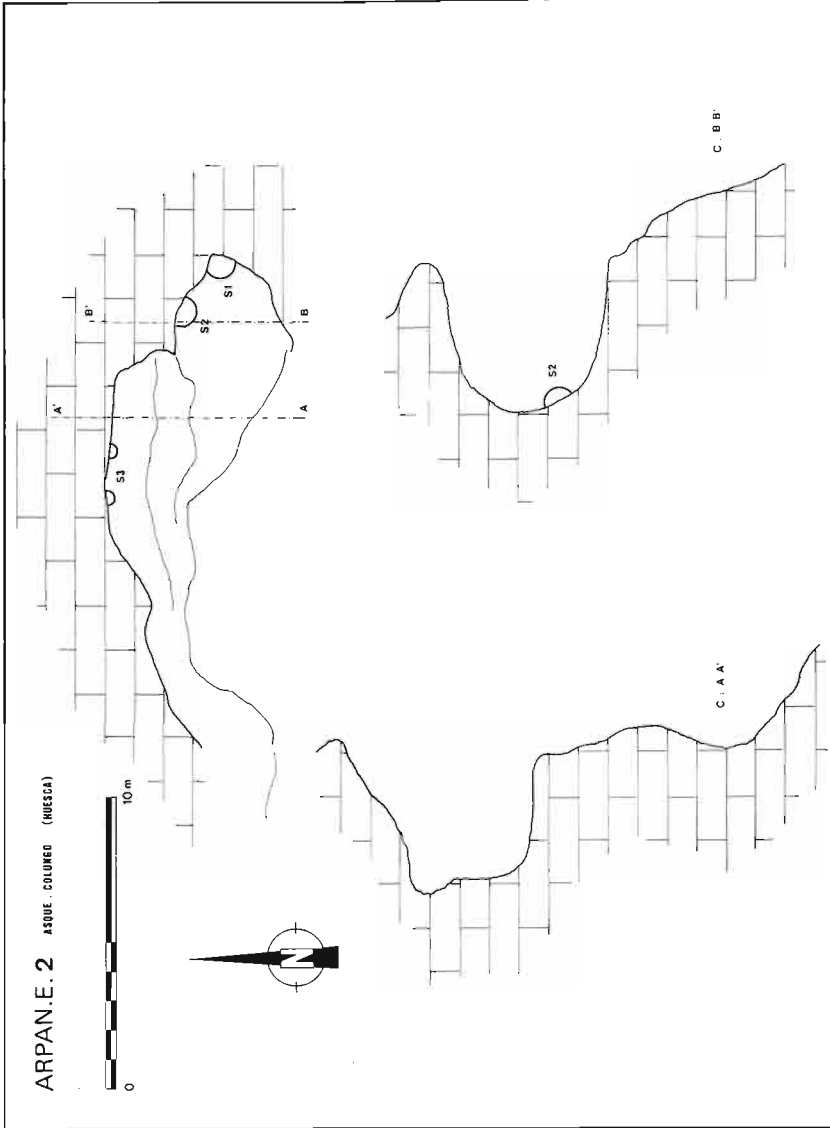 ARPAN.E.2 ASQUE. COLUNGO (HUESCA)
0 10 m
N
A' B'
S3 S2 S1
A B
C. A A'
S2
C. B B'